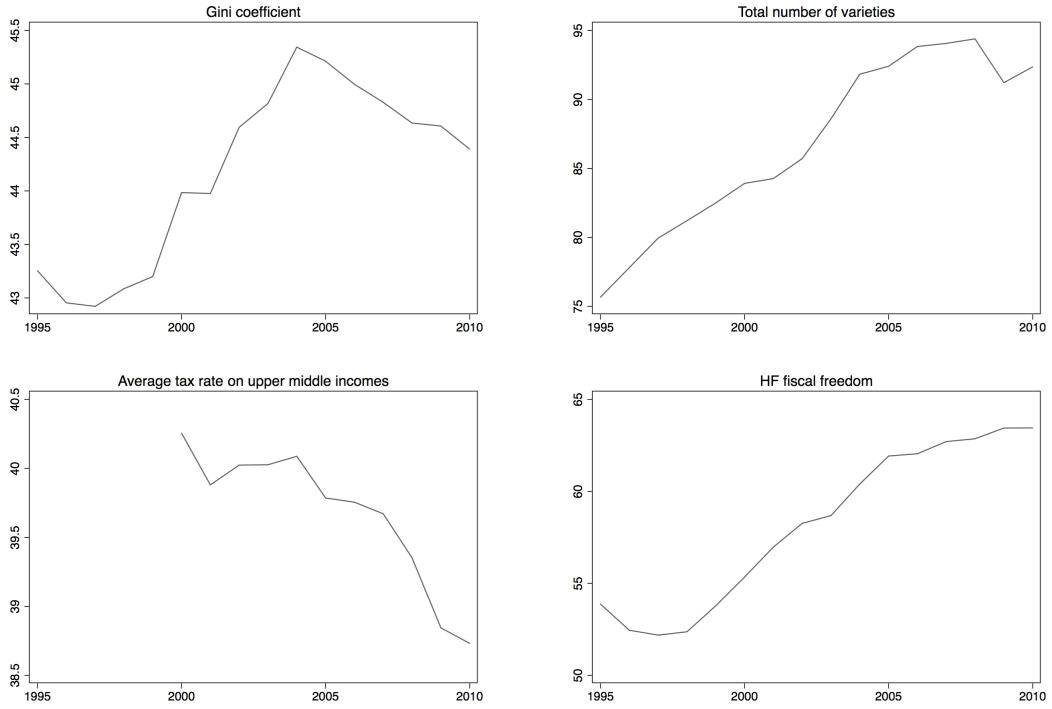 Gini coefficient
45.5
45
44.5
44
43.5
43
1995 2000 2005 2010
Total number of varieties
95
90
85
80
75
1995 2000 2005 2010
Average tax rate on upper middle incomes
40.5
40
39.5
39
38.5
1995 2000 2005 2010
HF fiscal freedom
65
60
55
50
1995 2000 2005 2010